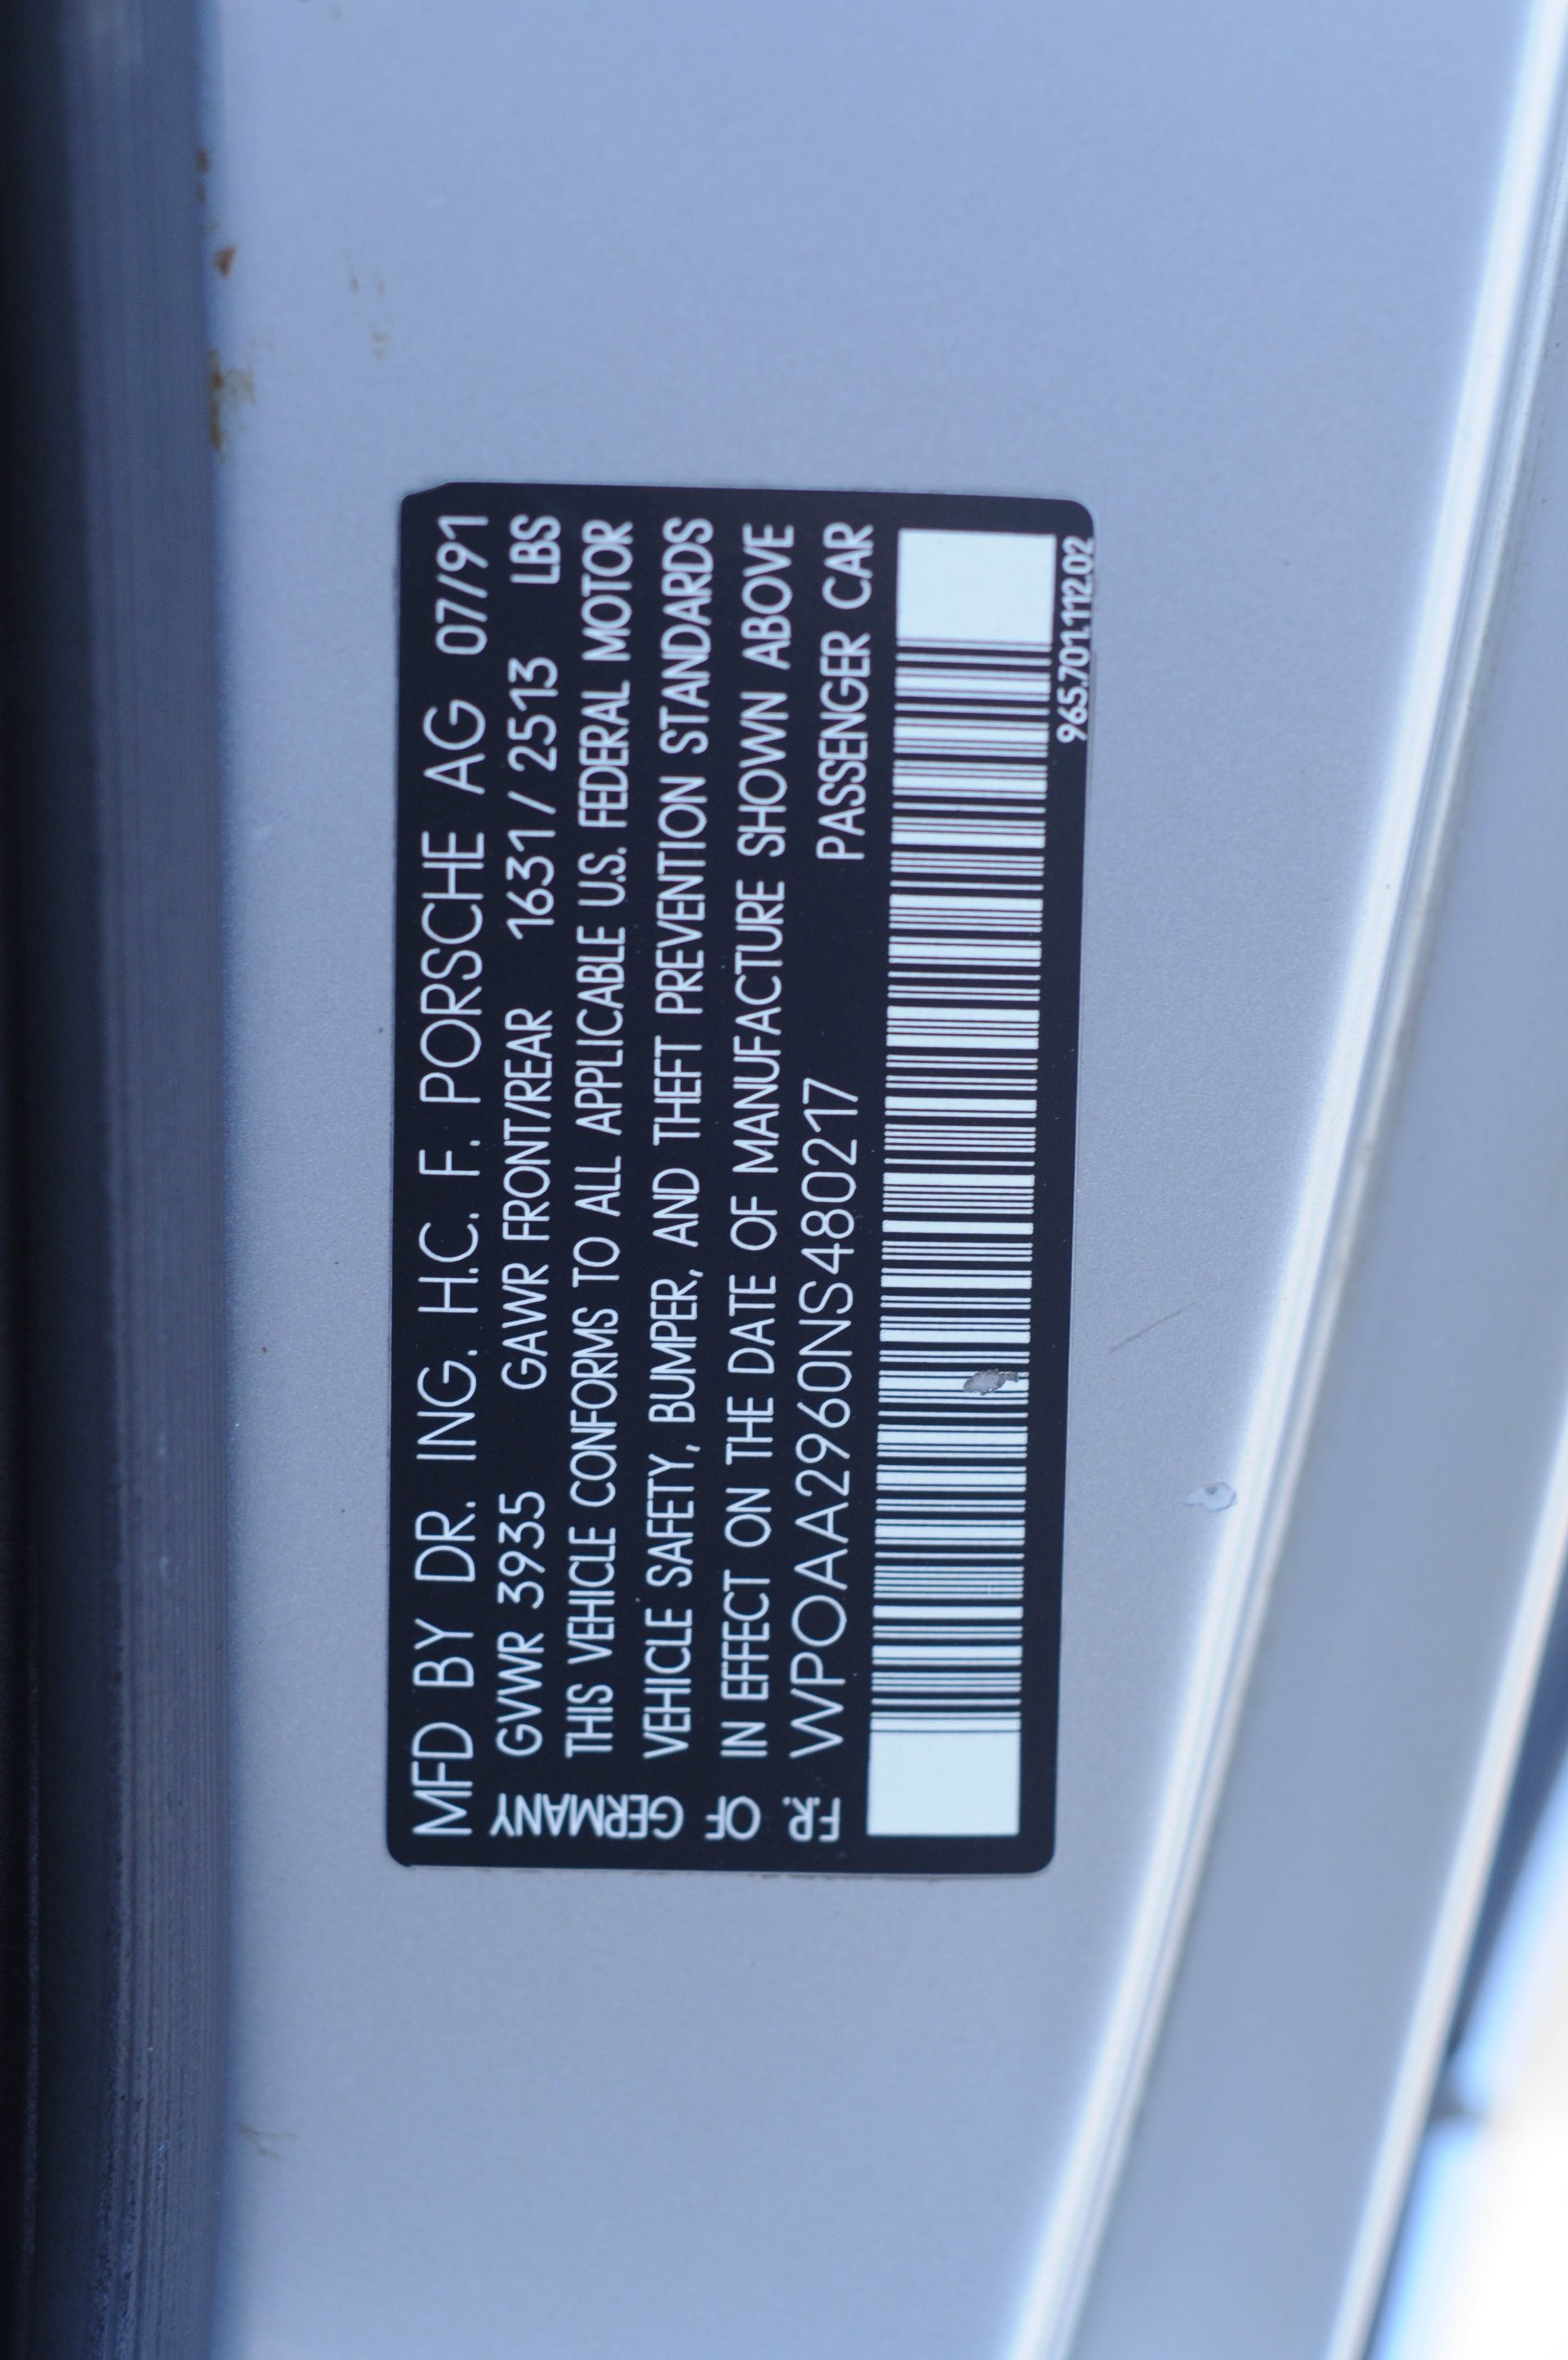 MFD BY DR. ING. H.C. F. PORSCHE AG 07/91
GVWR 3935 GAWR FRONT/REAR 1631/2513 LBS
THIS VEHICLE CONFORMS TO ALL APPLICABLE U.S. FEDERAL MOTOR
VEHICLE SAFETY, BUMPER, AND THEFT PREVENTION STANDARDS
IN EFFECT ON THE DATE OF MANUFACTURE SHOWN ABOVE
WP0AA2960NS480217 PASSENGER CAR
F.R. OF GERMANY
965.701.112.02